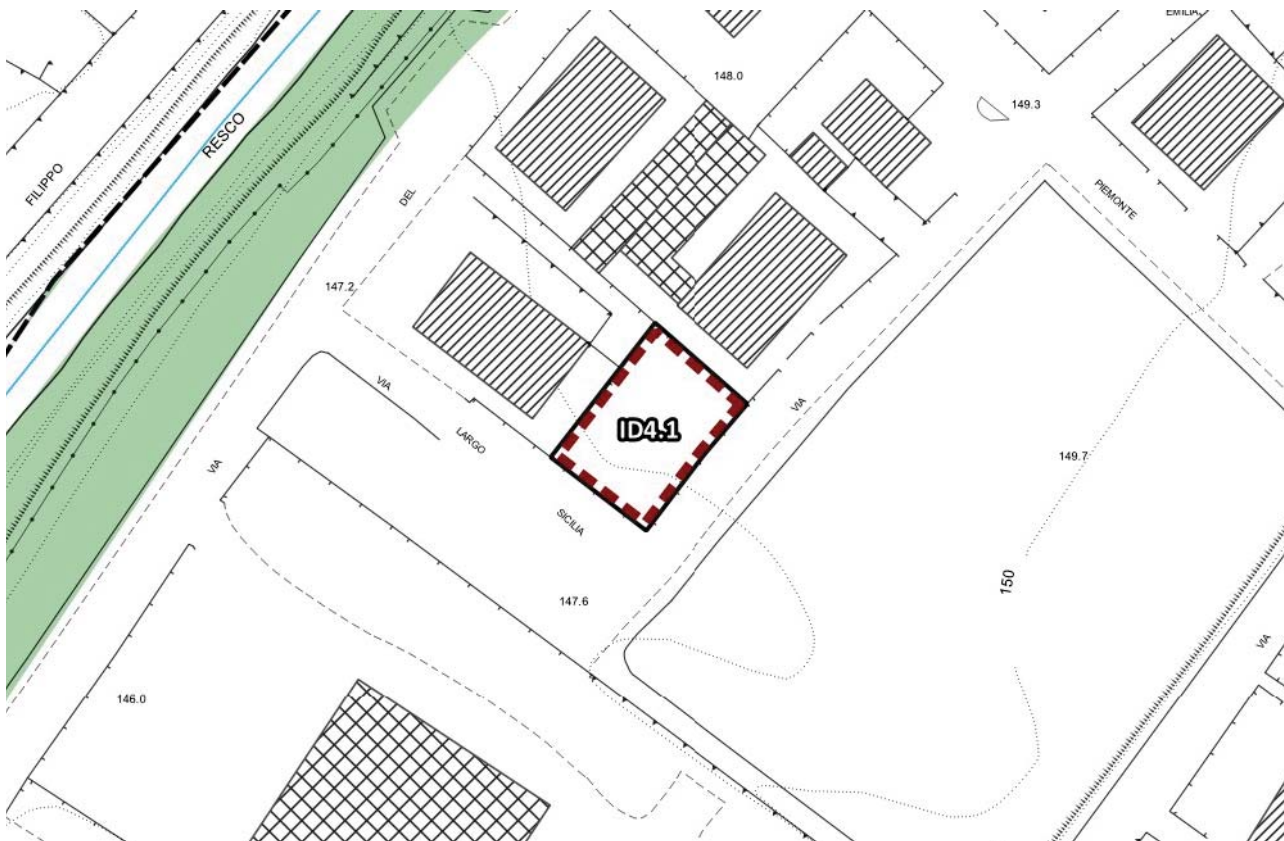 EMILIA
148.0
149.3
RESCO
FILIPPO
PIEMONTE
DEL
147.2
VIA
VIA
LARGO
ID4.1
149.7
VIA
SICILIA
150
147.6
VIA
146.0